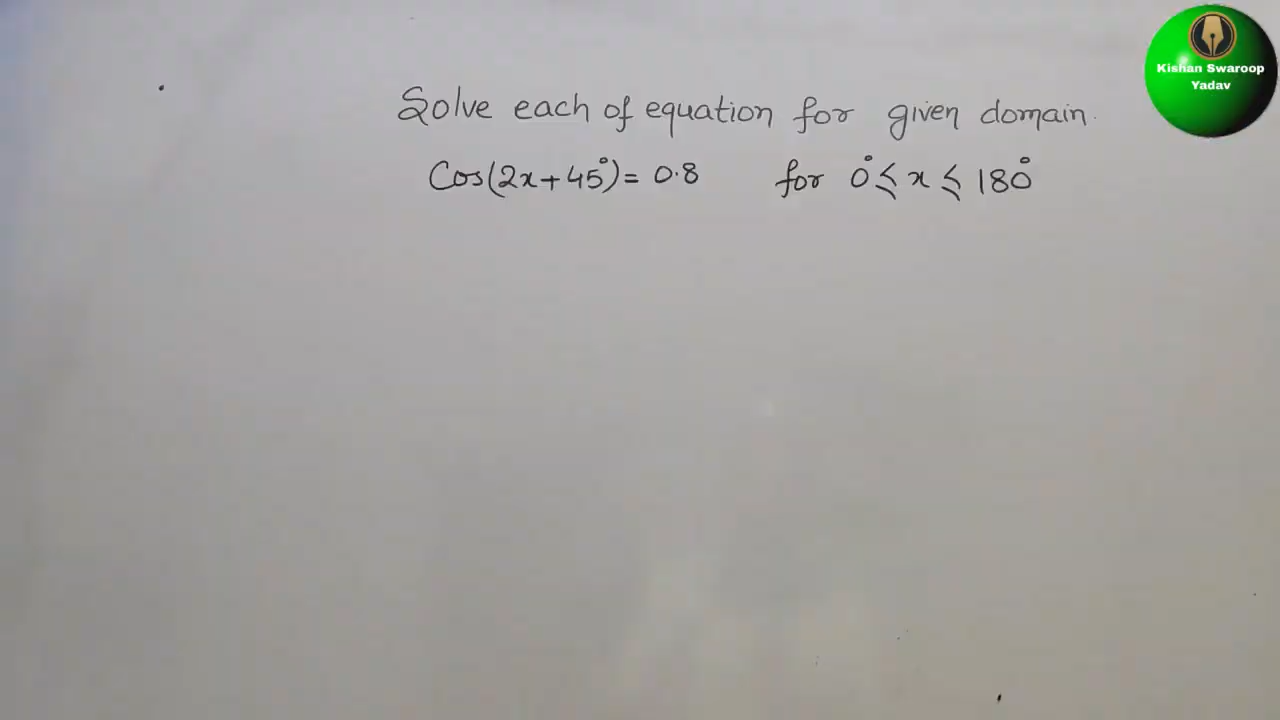 Kishan Swaroop
Yadav
Solve each of equation for given domain.
Cos(2x+45°)= 0.8 for 0° ≤ x ≤ 180°